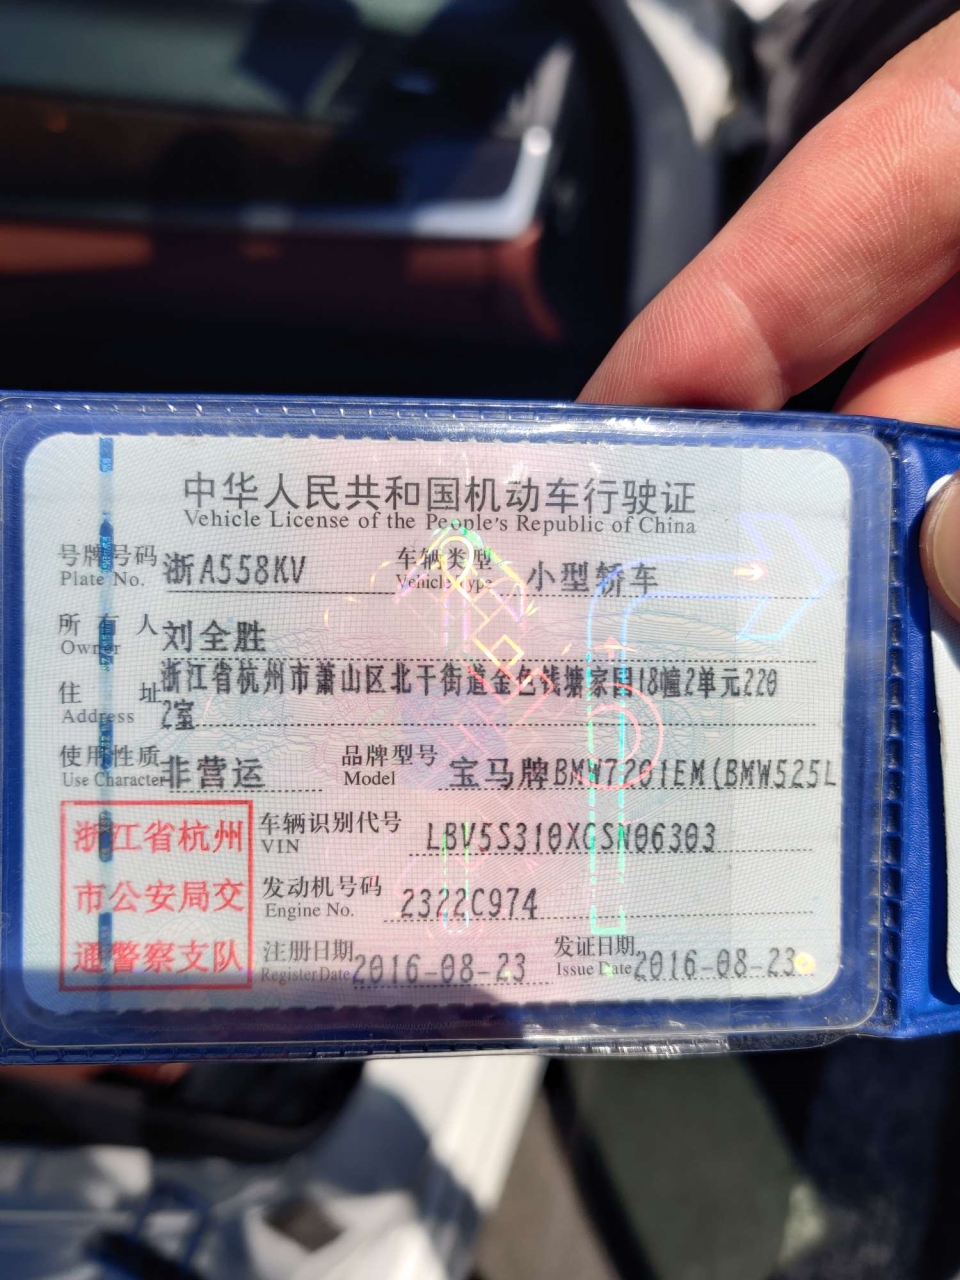 中华人民共和国机动车行驶证
Vehicle License of the People's Republic of China
号牌号码 浙A558KV 车辆类型 小型轿车
Plate No. Vehicle Type
所有人 刘全胜
Owner
住址 浙江省杭州市萧山区北干街道金色钱塘家园18幢2单元220
Address 2室
使用性质 非营运 品牌型号 宝马牌BMW7201EM(BMW525L
Use Character Model
浙江省杭州 车辆识别代号 LBV5S310XGSN06303
VIN
市公安局交 发动机号码 2322C974
Engine No.
通警察支队 注册日期 2016-08-23 发证日期 2016-08-23
Register Date Issue Date